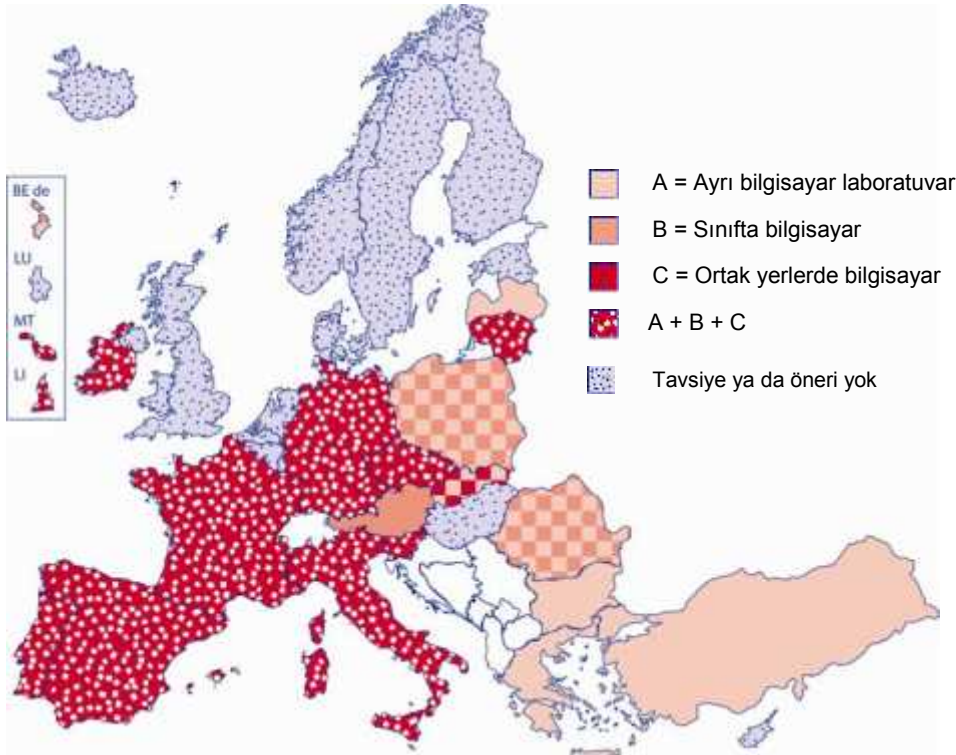 BE de
LU
MT
LI
A = Ayrı bilgisayar laboratuvar
B = Sınıfta bilgisayar
C = Ortak yerlerde bilgisayar
A + B + C
Tavsiye ya da öneri yok